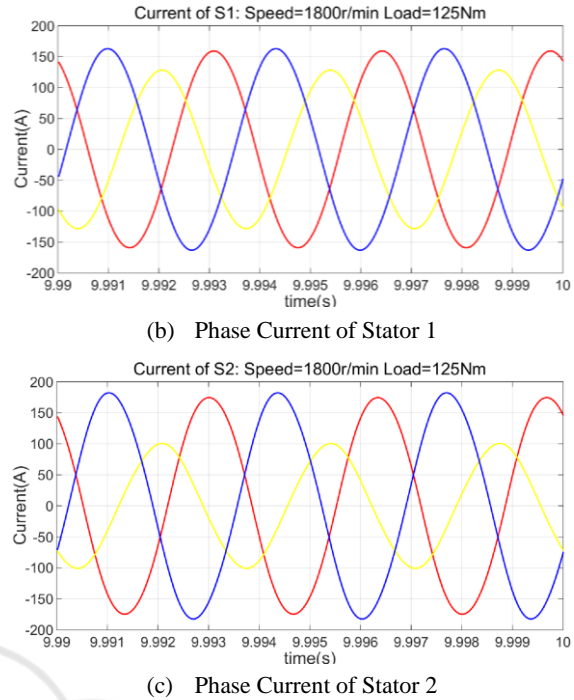 Current of S1: Speed=1800r/min Load=125Nm
200
150
100
50
0
-50
-100
-150
-200
Current(A)
9.99 9.991 9.992 9.993 9.994 9.995 9.996 9.997 9.998 9.999 10
time(s)
(b) Phase Current of Stator 1
Current of S2: Speed=1800r/min Load=125Nm
200
150
100
50
0
-50
-100
-150
-200
Current(A)
9.99 9.991 9.992 9.993 9.994 9.995 9.996 9.997 9.998 9.999 10
time(s)
(c) Phase Current of Stator 2